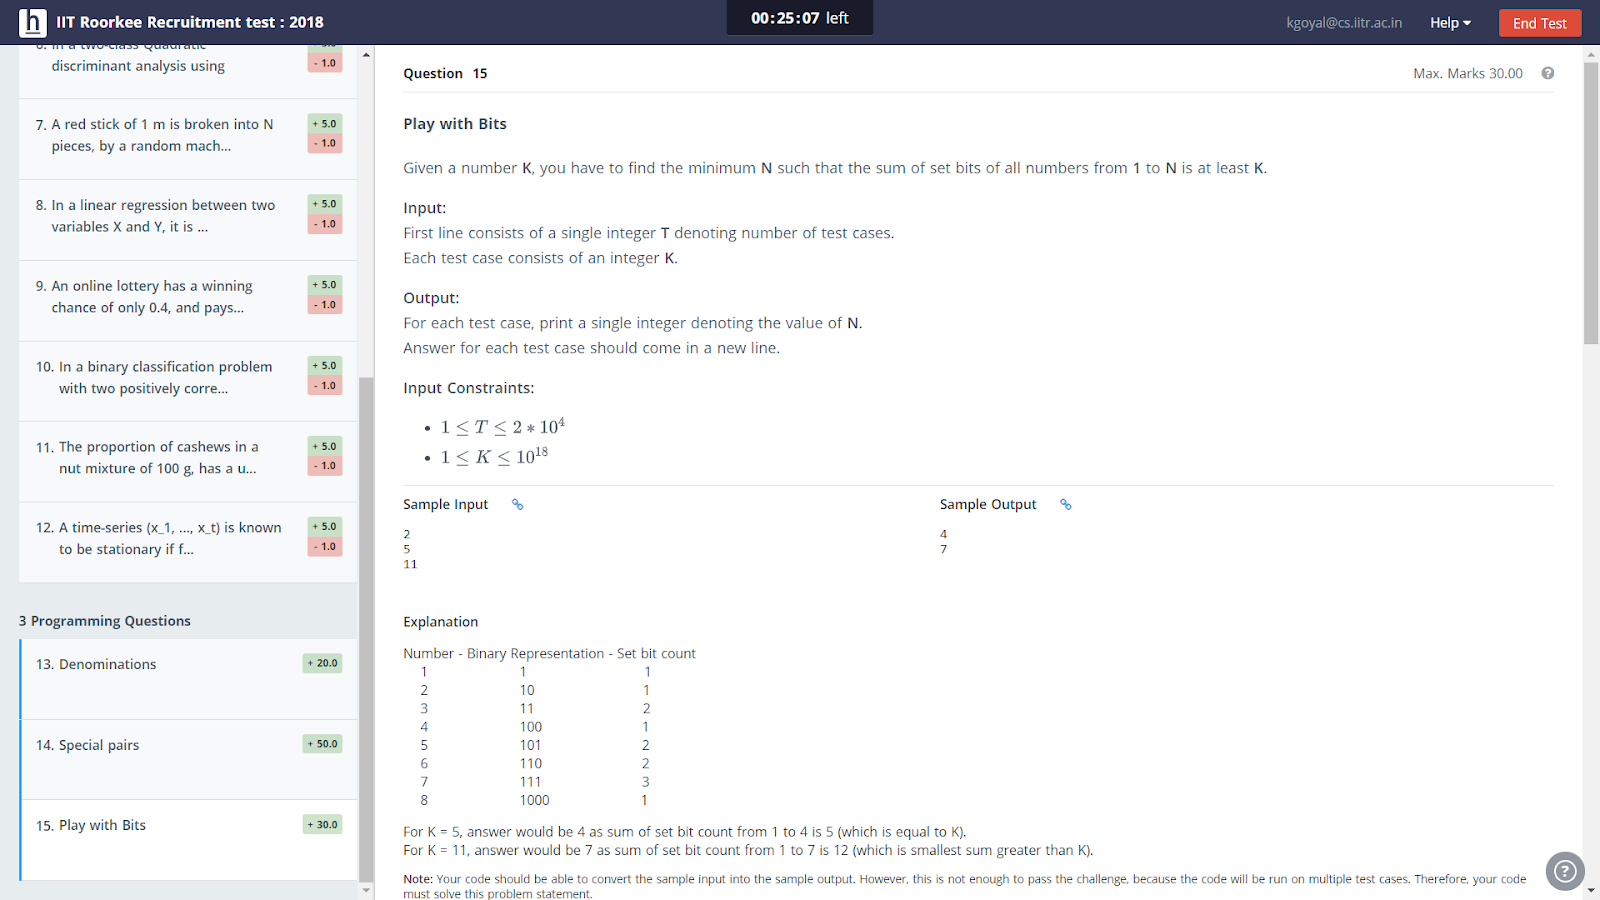 h IIT Roorkee Recruitment test : 2018
00:25:07 left
kgoyal@cs.iitr.ac.in
Help
End Test
6. In a two-class Quadratic
discriminant analysis using
+ 5.0
- 1.0
7. A red stick of 1 m is broken into N
pieces, by a random mach...
+ 5.0
- 1.0
8. In a linear regression between two
variables X and Y, it is ...
+ 5.0
- 1.0
9. An online lottery has a winning
chance of only 0.4, and pays...
+ 5.0
- 1.0
10. In a binary classification problem
with two positively corre...
+ 5.0
- 1.0
11. The proportion of cashews in a
nut mixture of 100 g, has a u...
+ 5.0
- 1.0
12. A time-series (x_1, ..., x_t) is known
to be stationary if f...
+ 5.0
- 1.0
3 Programming Questions
13. Denominations
+ 20.0
14. Special pairs
+ 50.0
15. Play with Bits
+ 30.0
Question 15
Max. Marks 30.00 ?
Play with Bits
Given a number K, you have to find the minimum N such that the sum of set bits of all numbers from 1 to N is at least K.
Input:
First line consists of a single integer T denoting number of test cases.
Each test case consists of an integer K.
Output:
For each test case, print a single integer denoting the value of N.
Answer for each test case should come in a new line.
Input Constraints:
• 1 ≤ T ≤ 2 * 10⁴
• 1 ≤ K ≤ 10¹⁸
Sample Input
2
5
11
Sample Output
4
7
Explanation
Number - Binary Representation - Set bit count
1 1 1
2 10 1
3 11 2
4 100 1
5 101 2
6 110 2
7 111 3
8 1000 1
For K = 5, answer would be 4 as sum of set bit count from 1 to 4 is 5 (which is equal to K).
For K = 11, answer would be 7 as sum of set bit count from 1 to 7 is 12 (which is smallest sum greater than K).
Note: Your code should be able to convert the sample input into the sample output. However, this is not enough to pass the challenge, because the code will be run on multiple test cases. Therefore, your code
must solve this problem statement.
?